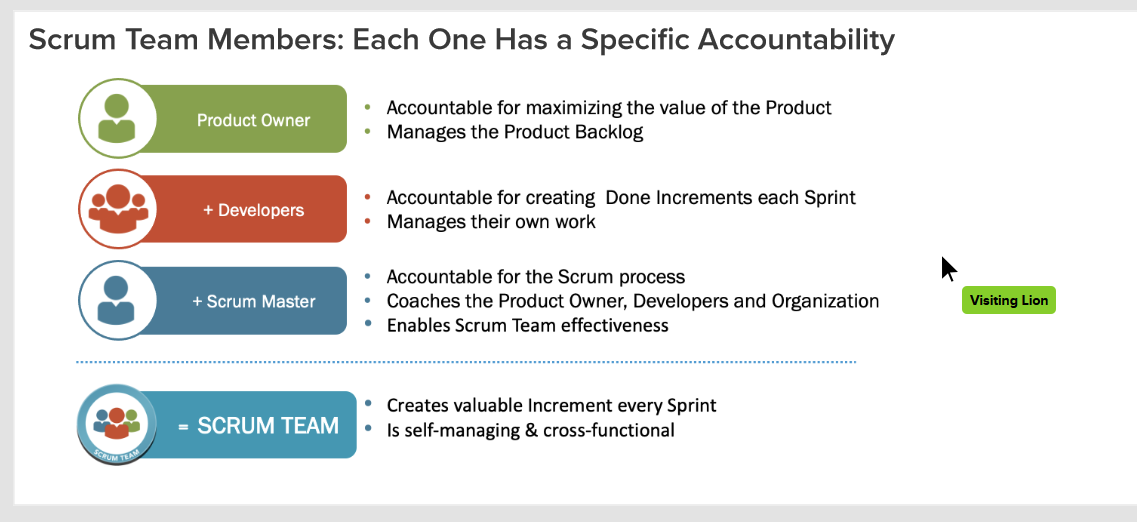 Scrum Team Members: Each One Has a Specific Accountability
Product Owner
• Accountable for maximizing the value of the Product
• Manages the Product Backlog
+ Developers
• Accountable for creating  Done Increments each Sprint
• Manages their own work
+ Scrum Master
• Accountable for the Scrum process
• Coaches the Product Owner, Developers and Organization
• Enables Scrum Team effectiveness
Visiting Lion
SCRUM TEAM
= SCRUM TEAM
• Creates valuable Increment every Sprint
• Is self-managing & cross-functional